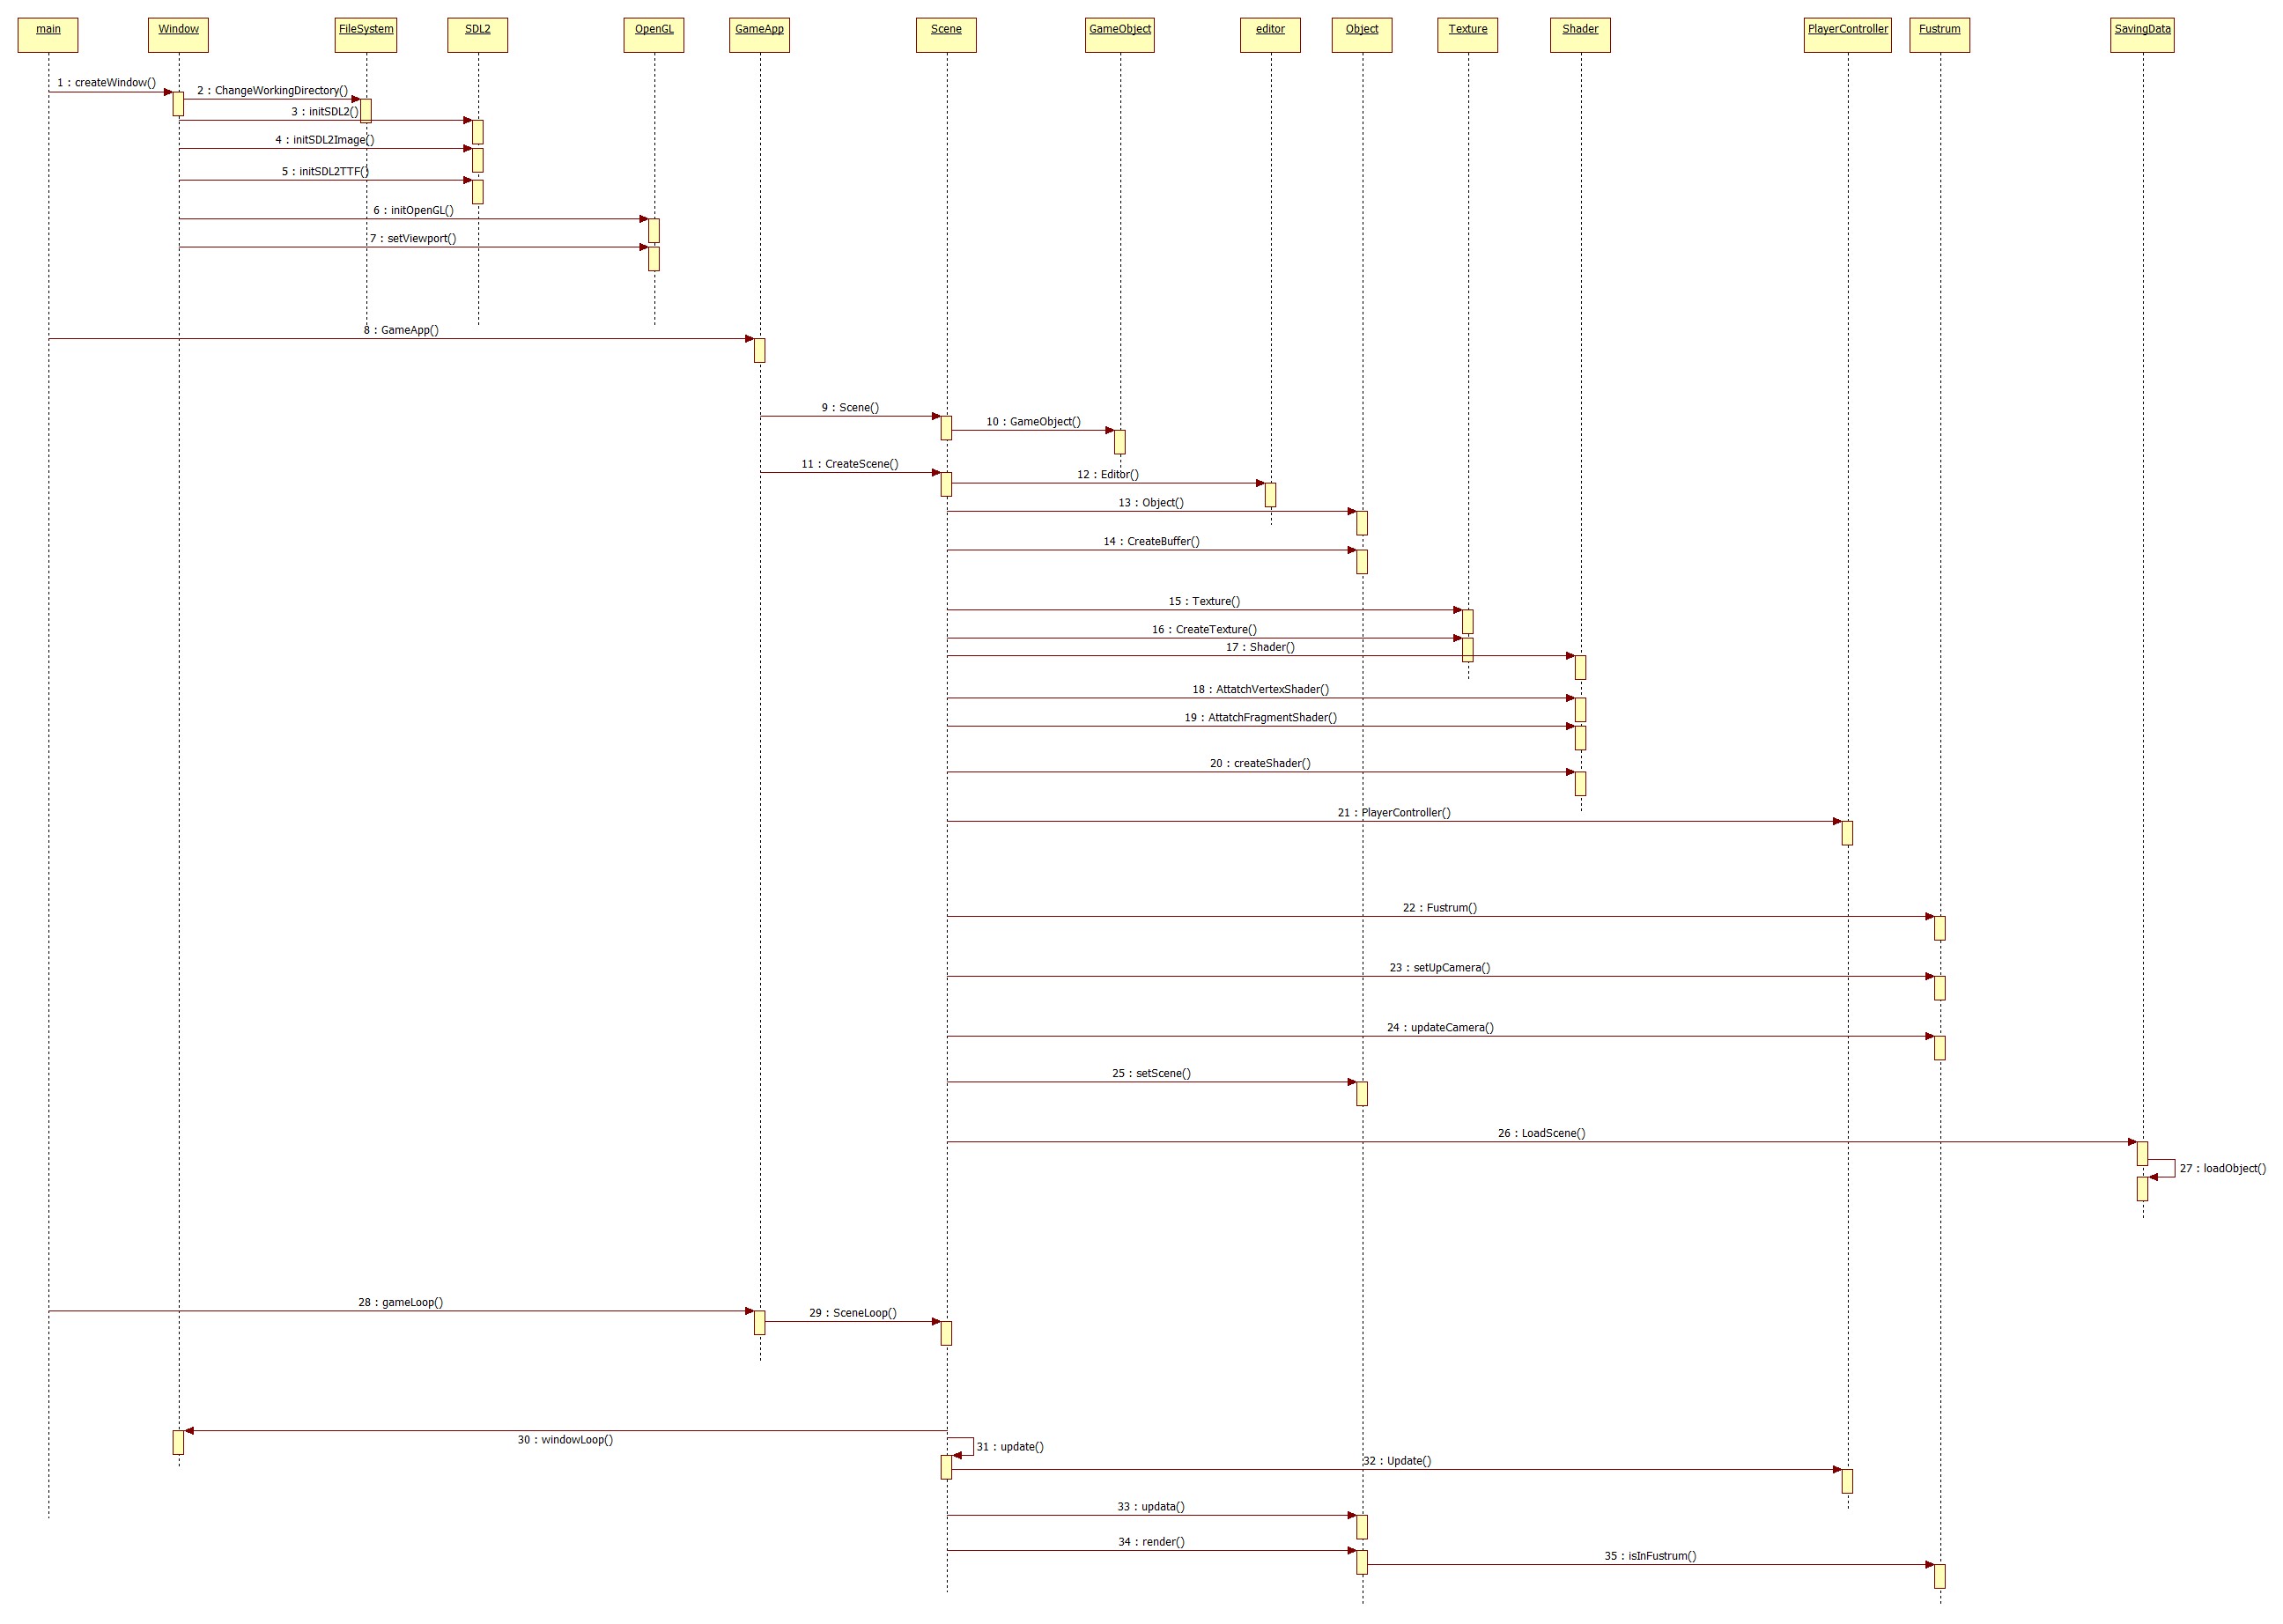 main
Window
FileSystem
SDL2
OpenGL
GameApp
Scene
GameObject
editor
Object
Texture
Shader
PlayerController
Fustrum
SavingData
1 : createWindow()
2 : ChangeWorkingDirectory()
3 : initSDL2()
4 : initSDL2Image()
5 : initSDL2TTF()
6 : initOpenGL()
7 : setViewport()
8 : GameApp()
9 : Scene()
10 : GameObject()
11 : CreateScene()
12 : Editor()
13 : Object()
14 : CreateBuffer()
15 : Texture()
16 : CreateTexture()
17 : Shader()
18 : AttatchVertexShader()
19 : AttatchFragmentShader()
20 : createShader()
21 : PlayerController()
22 : Fustrum()
23 : setUpCamera()
24 : updateCamera()
25 : setScene()
26 : LoadScene()
27 : loadObject()
28 : gameLoop()
29 : SceneLoop()
30 : windowLoop()
31 : update()
32 : Update()
33 : updata()
34 : render()
35 : isInFustrum()